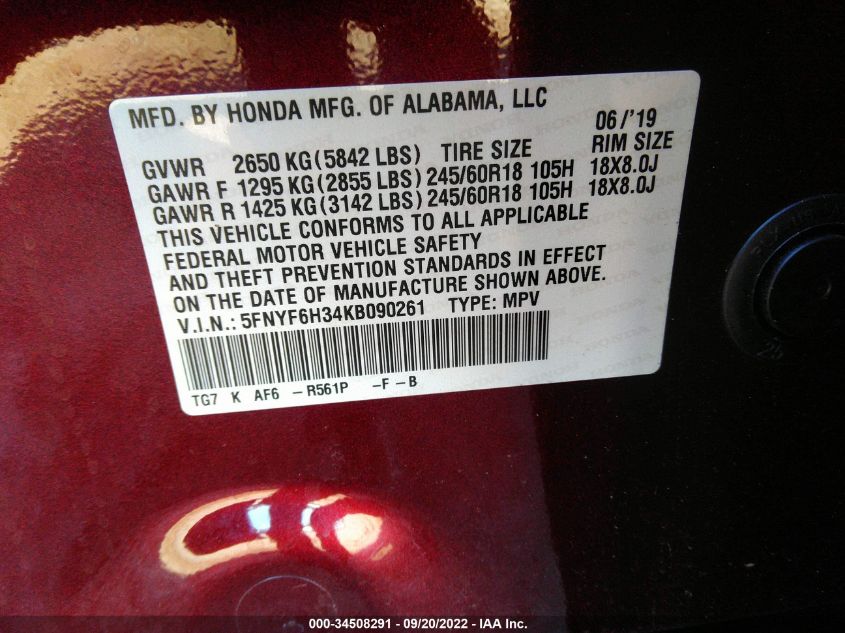 MFD. BY HONDA MFG. OF ALABAMA, LLC
06/'19
GVWR 2650 KG(5842 LBS) TIRE SIZE RIM SIZE
GAWR F 1295 KG(2855 LBS) 245/60R18 105H 18X8.0J
GAWR R 1425 KG(3142 LBS) 245/60R18 105H 18X8.0J
THIS VEHICLE CONFORMS TO ALL APPLICABLE
FEDERAL MOTOR VEHICLE SAFETY
AND THEFT PREVENTION STANDARDS IN EFFECT
ON THE DATE OF MANUFACTURE SHOWN ABOVE.
V.I.N.: 5FNYF6H34KB090261 TYPE: MPV
TG7 K AF6 -R561P -F-B
000-34508291 - 09/20/2022 - IAA Inc.